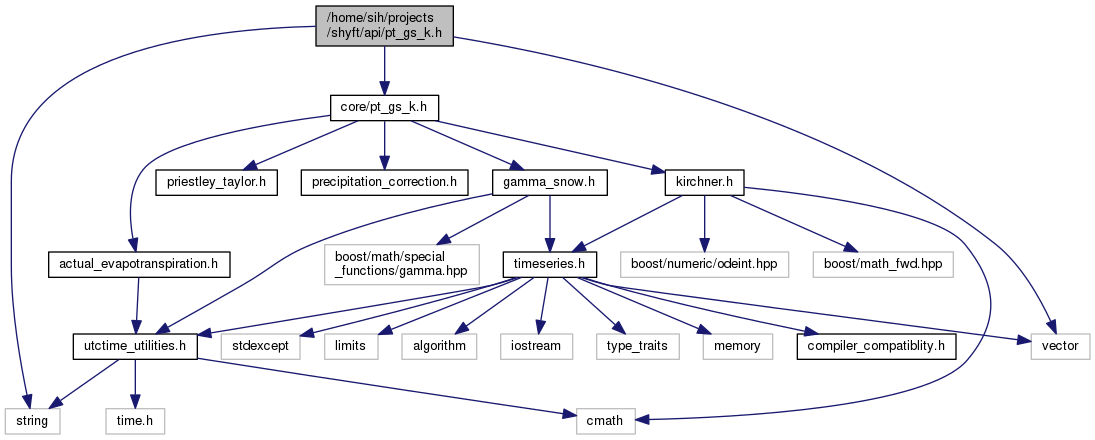 /home/sih/projects
/shyft/api/pt_gs_k.h
core/pt_gs_k.h
priestley_taylor.h
precipitation_correction.h
gamma_snow.h
kirchner.h
actual_evapotranspiration.h
boost/math/special
_functions/gamma.hpp
timeseries.h
boost/numeric/odeint.hpp
boost/math_fwd.hpp
utctime_utilities.h
stdexcept
limits
algorithm
iostream
type_traits
memory
compiler_compatiblity.h
vector
string
time.h
cmath